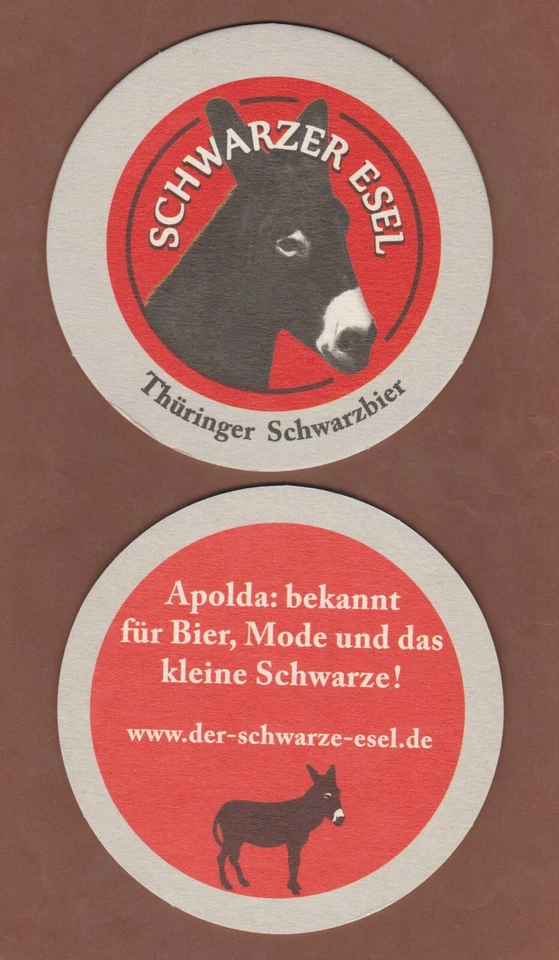 SCHWARZER ESEL
Thüringer Schwarzbier
Apolda: bekannt
für Bier, Mode und das
kleine Schwarze!
www.der-schwarze-esel.de